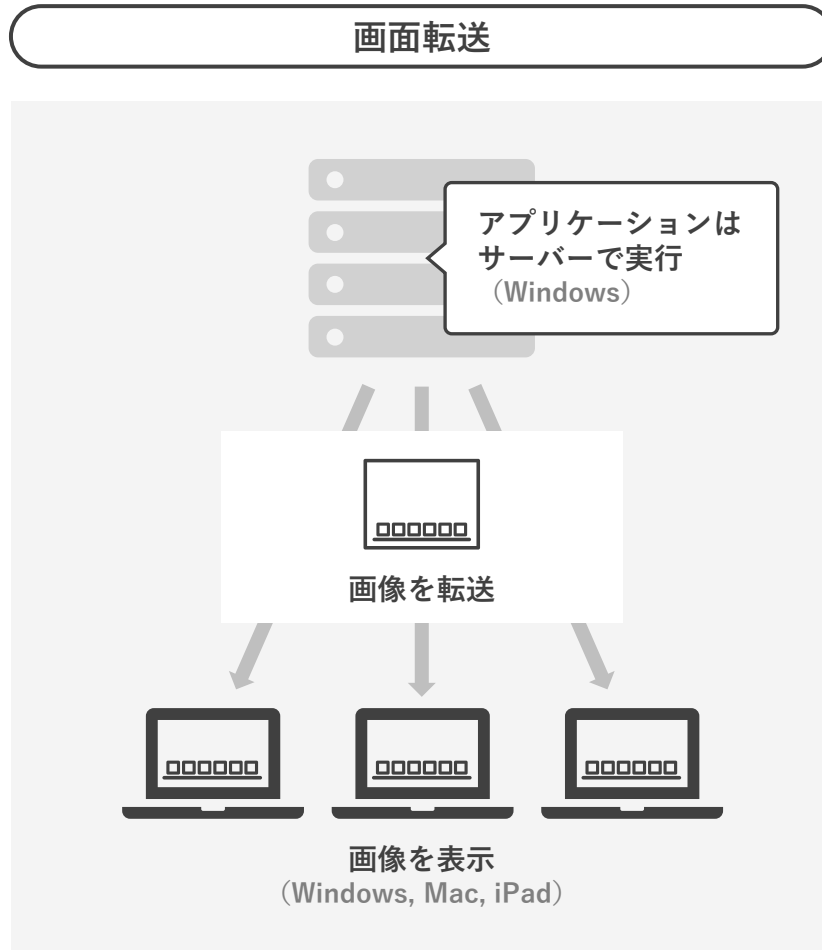 画面転送
アプリケーションは
サーバーで実行
（Windows）
画像を転送
画像を表示
（Windows, Mac, iPad）